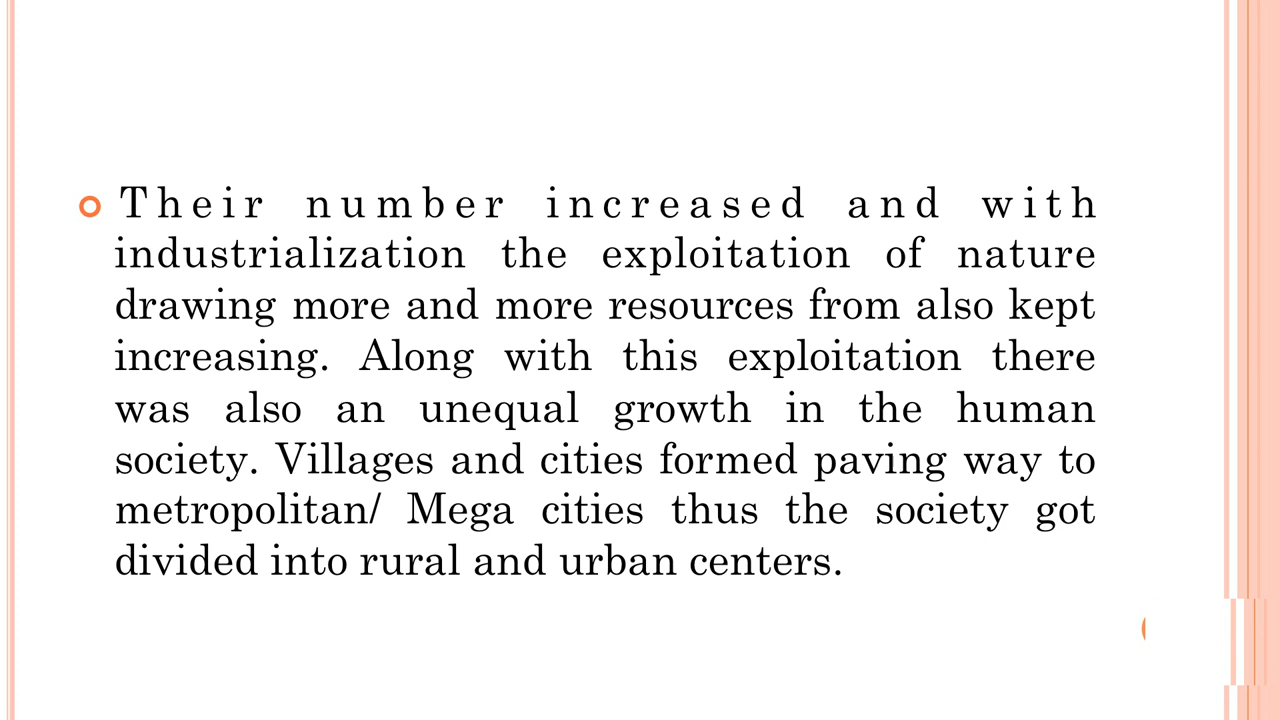 Their number increased and with
industrialization the exploitation of nature
drawing more and more resources from also kept
increasing. Along with this exploitation there
was also an unequal growth in the human
society. Villages and cities formed paving way to
metropolitan/ Mega cities thus the society got
divided into rural and urban centers.